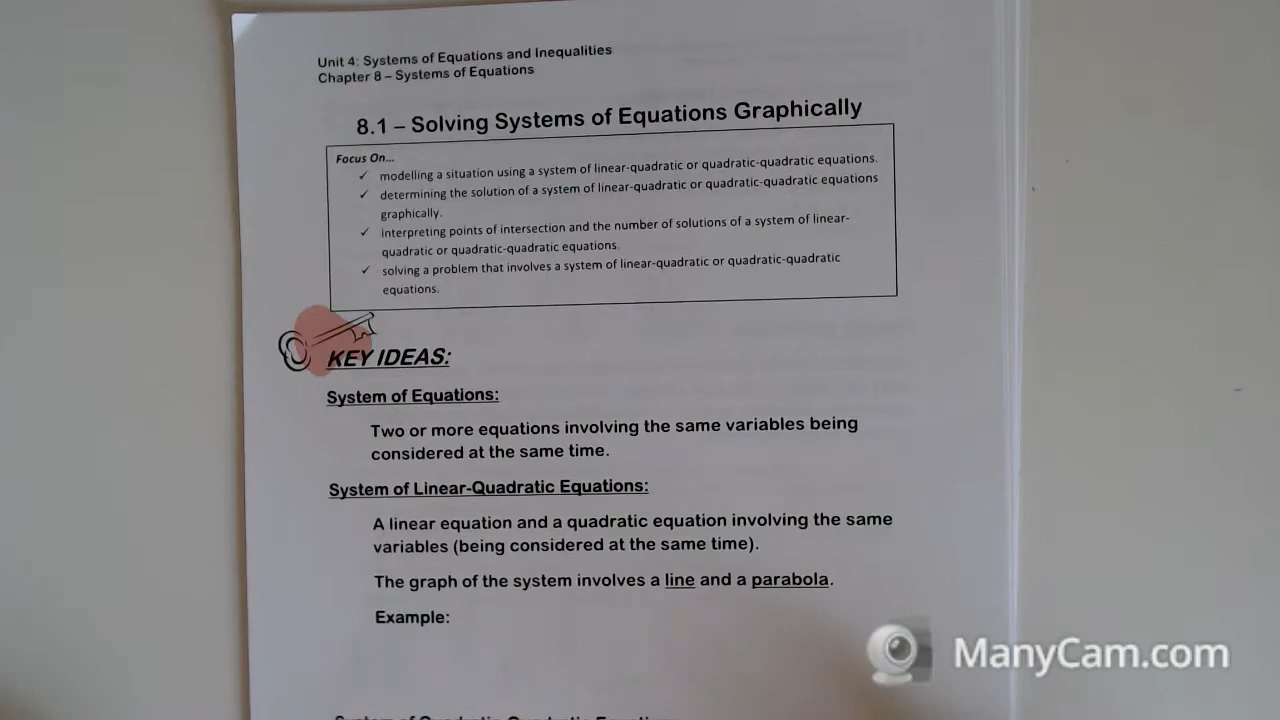 Unit 4: Systems of Equations and Inequalities
Chapter 8 – Systems of Equations
8.1 – Solving Systems of Equations Graphically
Focus On...
✓ modelling a situation using a system of linear-quadratic or quadratic-quadratic equations.
✓ determining the solution of a system of linear-quadratic or quadratic-quadratic equations
graphically.
✓ interpreting points of intersection and the number of solutions of a system of linear-
quadratic or quadratic-quadratic equations.
✓ solving a problem that involves a system of linear-quadratic or quadratic-quadratic
equations.
KEY IDEAS:
System of Equations:
Two or more equations involving the same variables being
considered at the same time.
System of Linear-Quadratic Equations:
A linear equation and a quadratic equation involving the same
variables (being considered at the same time).
The graph of the system involves a line and a parabola.
Example:
ManyCam.com